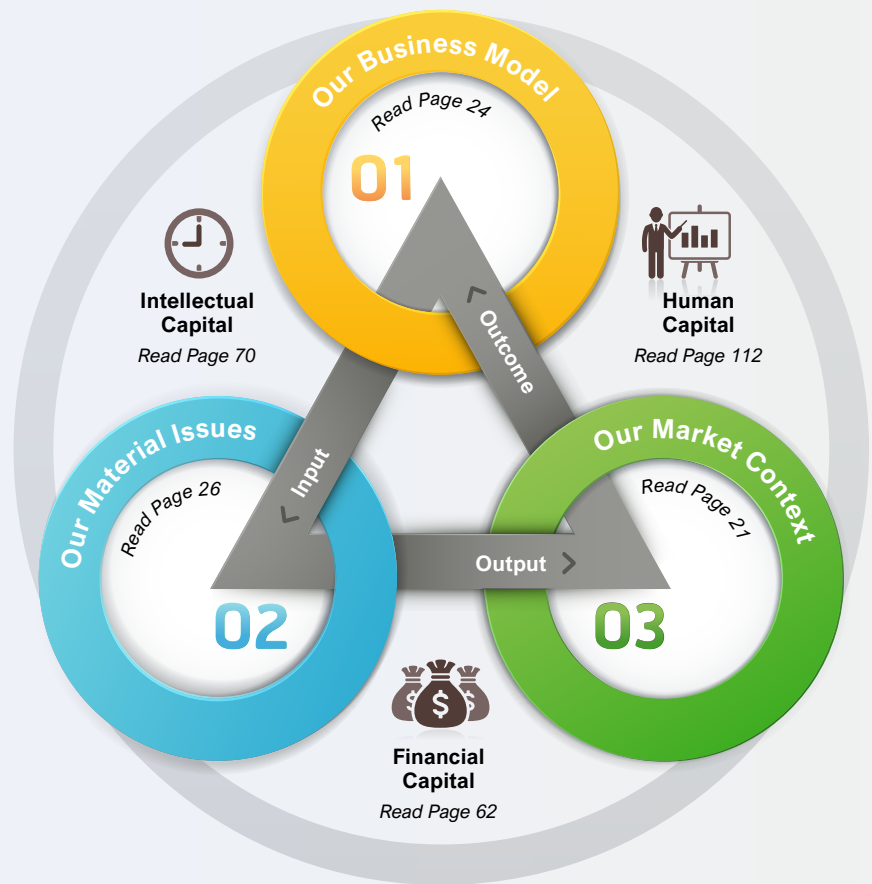 Our Business Model
Read Page 24
01
Intellectual
Capital
Read Page 70
Human
Capital
Read Page 112
Outcome
Input
Output
Our Material Issues
Read Page 26
02
Our Market Context
Read Page 21
03
$ $ $
Financial
Capital
Read Page 62